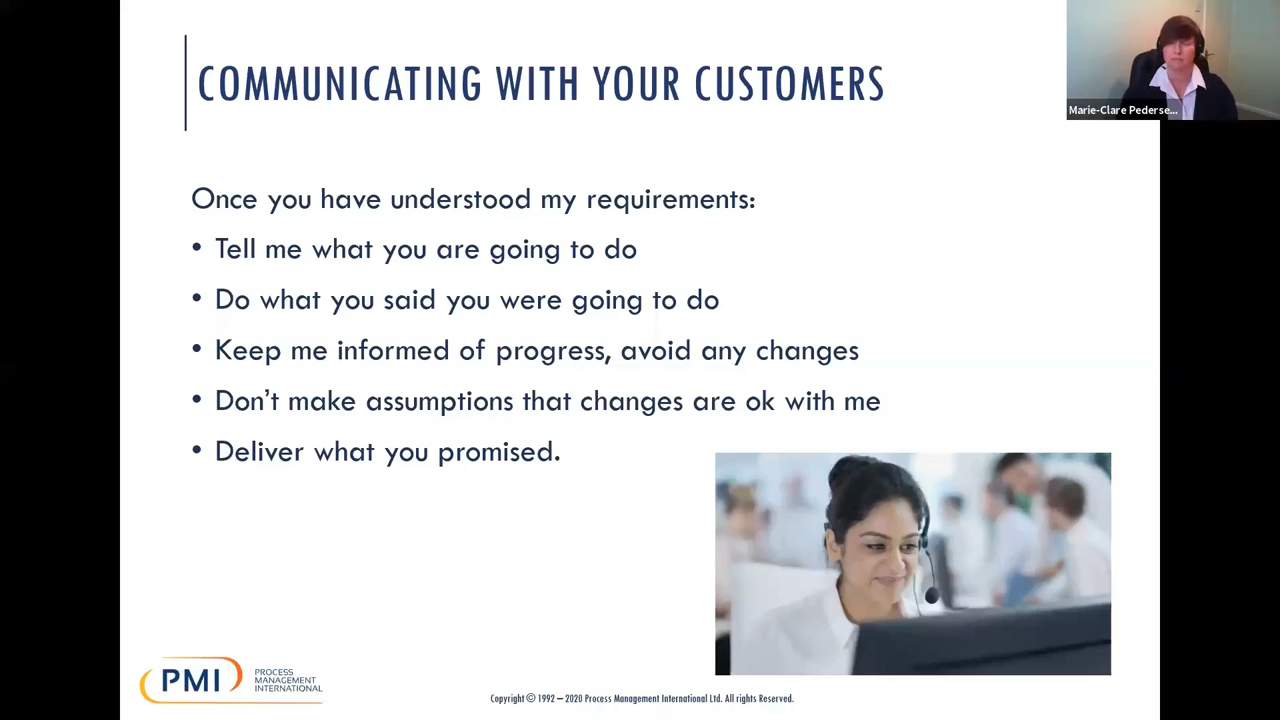 COMMUNICATING WITH YOUR CUSTOMERS
Marie-Clare Pederse...
Once you have understood my requirements:
• Tell me what you are going to do
• Do what you said you were going to do
• Keep me informed of progress, avoid any changes
• Don’t make assumptions that changes are ok with me
• Deliver what you promised.
PMI
PROCESS
MANAGEMENT
INTERNATIONAL
Copyright © 1992 – 2020 Process Management International Ltd. All rights Reserved.